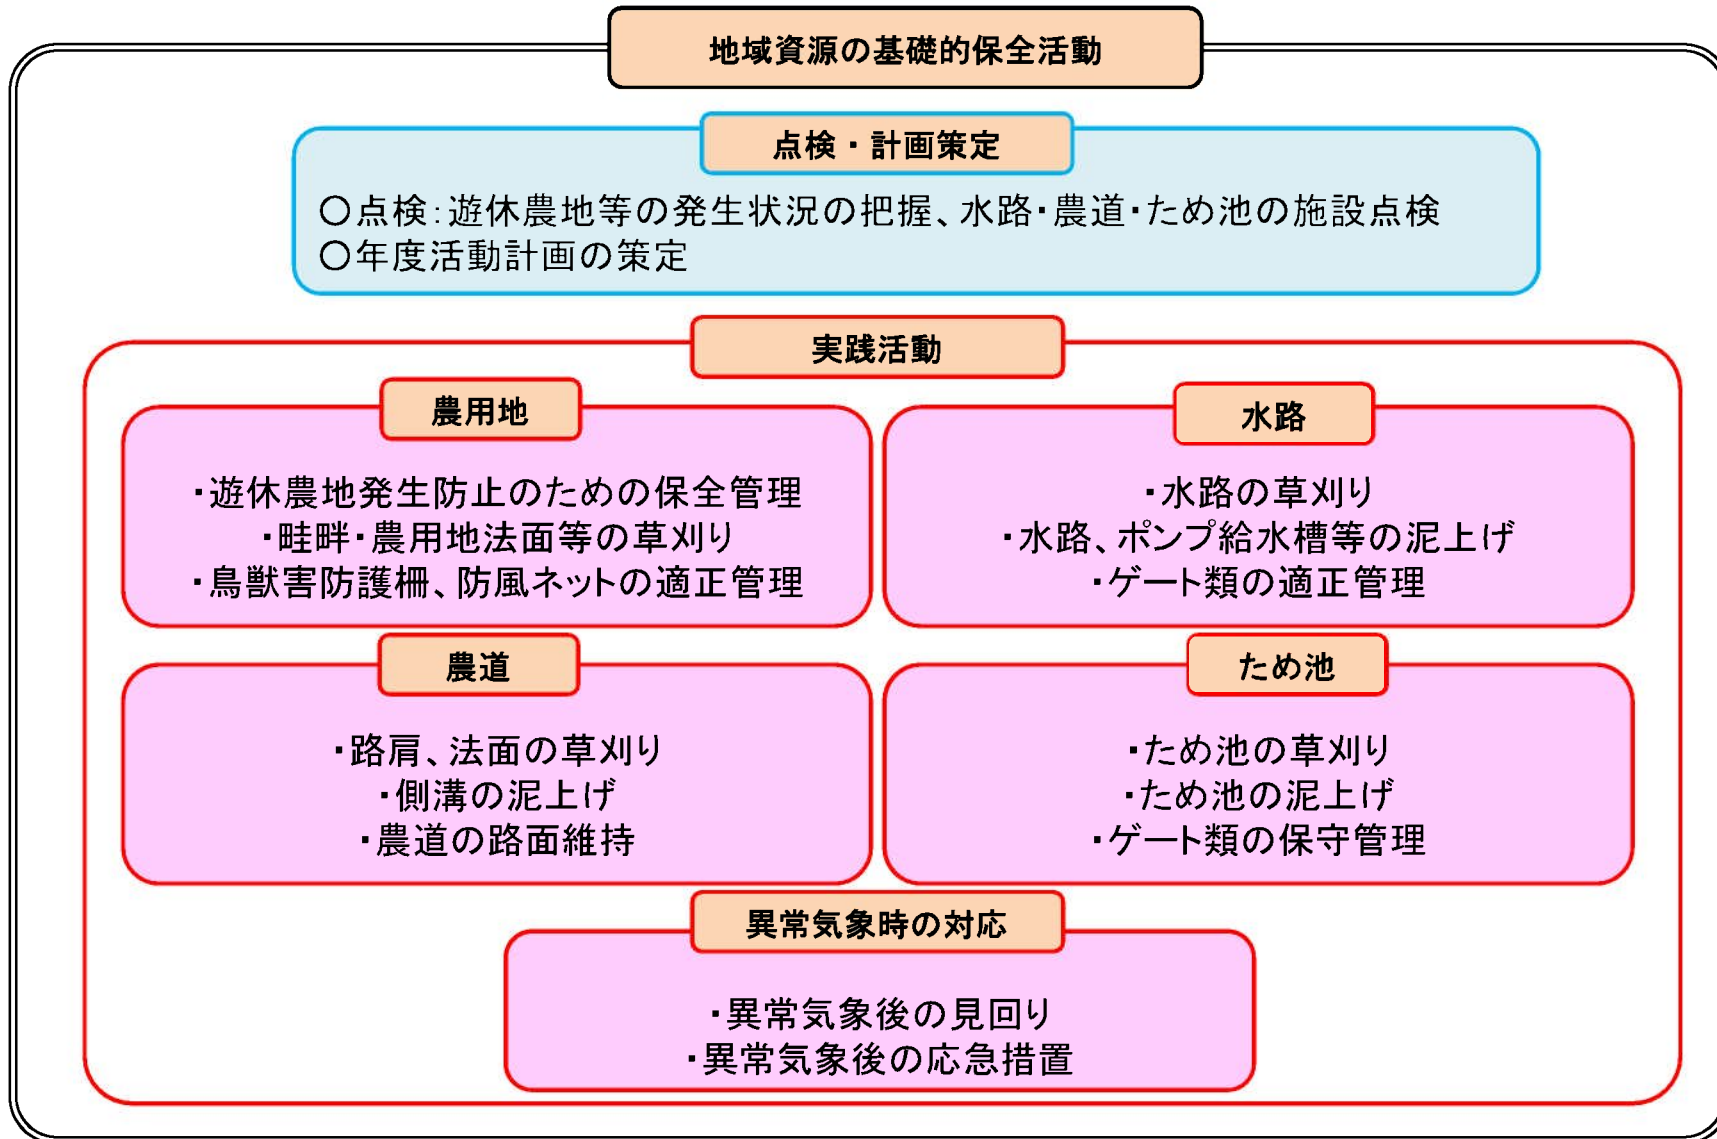 地域資源の基礎的保全活動
点検・計画策定
○点検：遊休農地等の発生状況の把握、水路・農道・ため池の施設点検
○年度活動計画の策定
実践活動
農用地
・遊休農地発生防止のための保全管理
・畦畔・農用地法面等の草刈り
・鳥獣害防護柵、防風ネットの適正管理
水路
・水路の草刈り
・水路、ポンプ給水槽等の泥上げ
・ゲート類の適正管理
農道
・路肩、法面の草刈り
・側溝の泥上げ
・農道の路面維持
ため池
・ため池の草刈り
・ため池の泥上げ
・ゲート類の保守管理
異常気象時の対応
・異常気象後の見回り
・異常気象後の応急措置